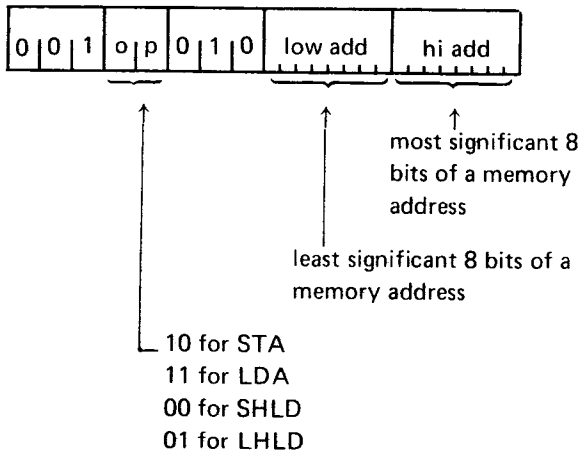 0 0 1 o p 0 1 0 low add hi add
most significant 8
bits of a memory
address
least significant 8 bits of a
memory address
10 for STA
11 for LDA
00 for SHLD
01 for LHLD